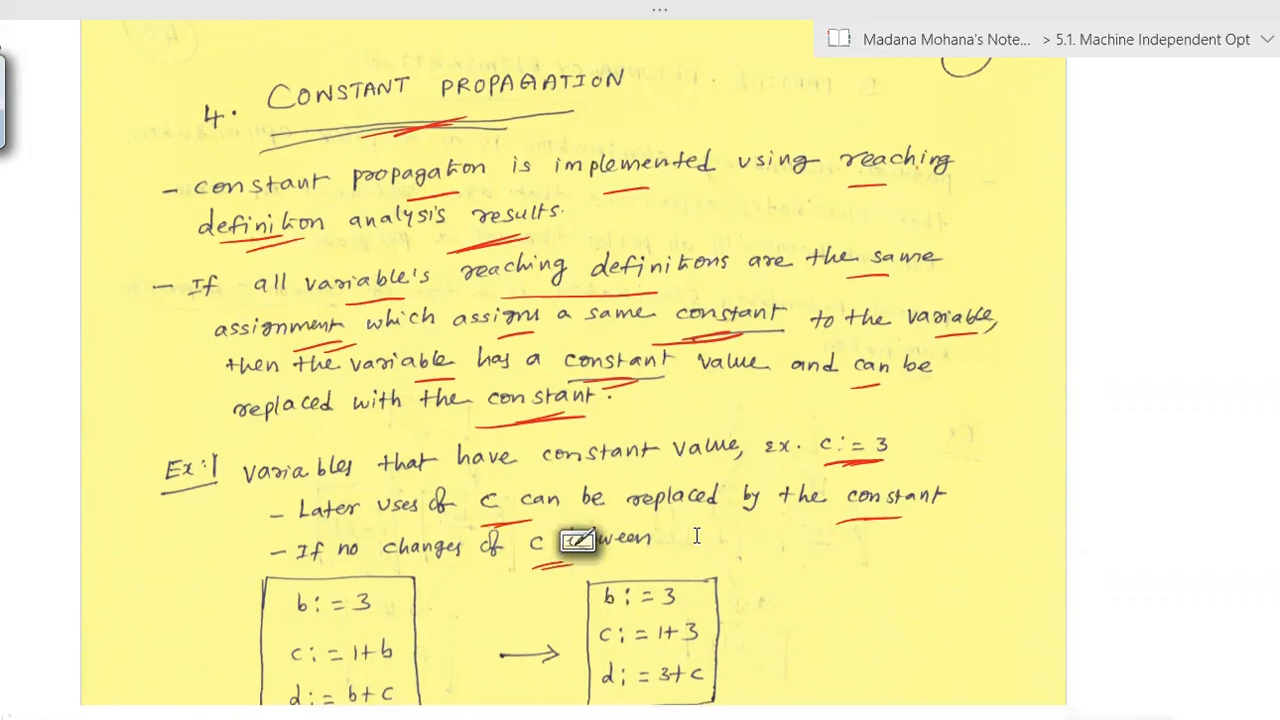 Madana Mohana's Note... > 5.1. Machine Independent Opt
4. CONSTANT PROPAGATION
- constant propagation is implemented using reaching
definition analysis results.
- If all variable's reaching definitions are the same
assignment which assigns a same constant to the variable,
then the variable has a constant value and can be
replaced with the constant.
Ex:1 variables that have constant value, Ex. c:= 3
- Later uses of c can be replaced by the constant
- If no changes of c ween
b:=3
c:=1+b
d:=b+c
b:=3
c:=1+3
d:=3+c